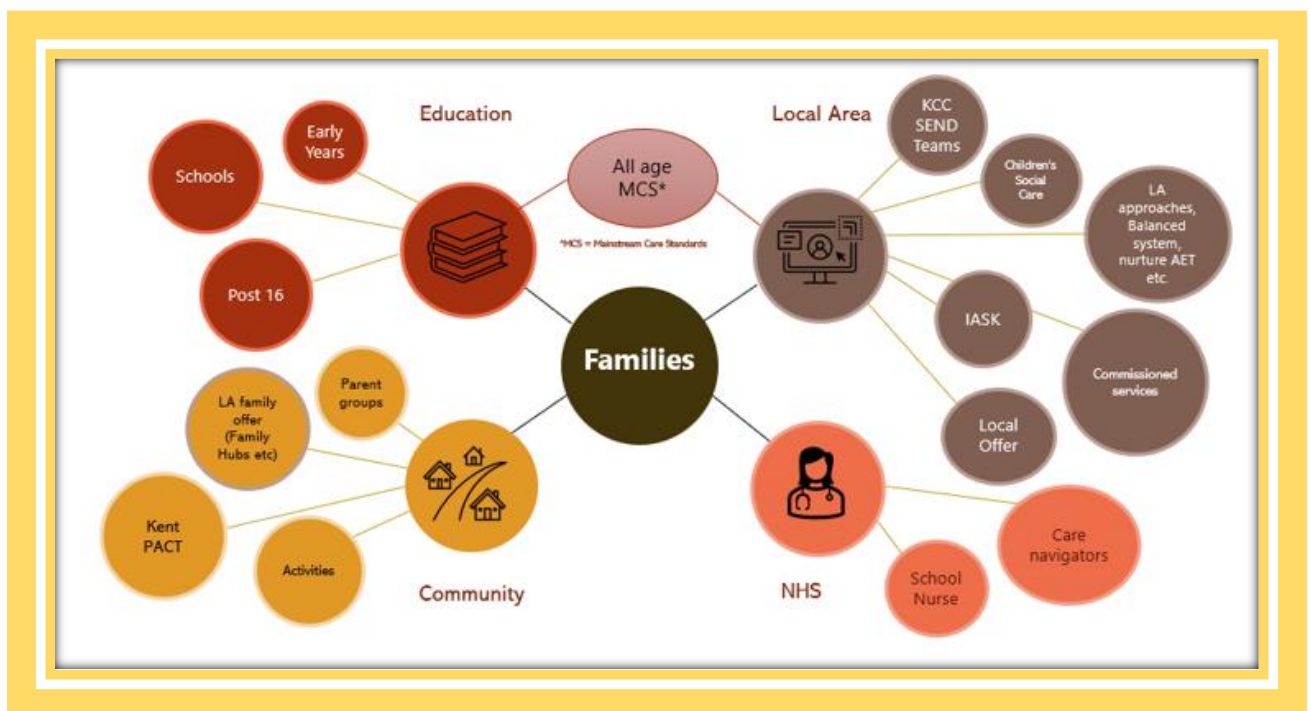 Education
Early
Years
Schools
Post 16
All age
MCS*
*MCS = Mainstream Care Standards
Local Area
KCC
SEND
Teams
Children's
Social
Care
LA
approaches,
Balanced
system,
nurture AET
etc.
IASK
Commissioned
services
Local
Offer
Families
Parent
groups
LA family
offer
(Family
Hubs etc)
Kent
PACT
Activities
Community
NHS
School
Nurse
Care
navigators